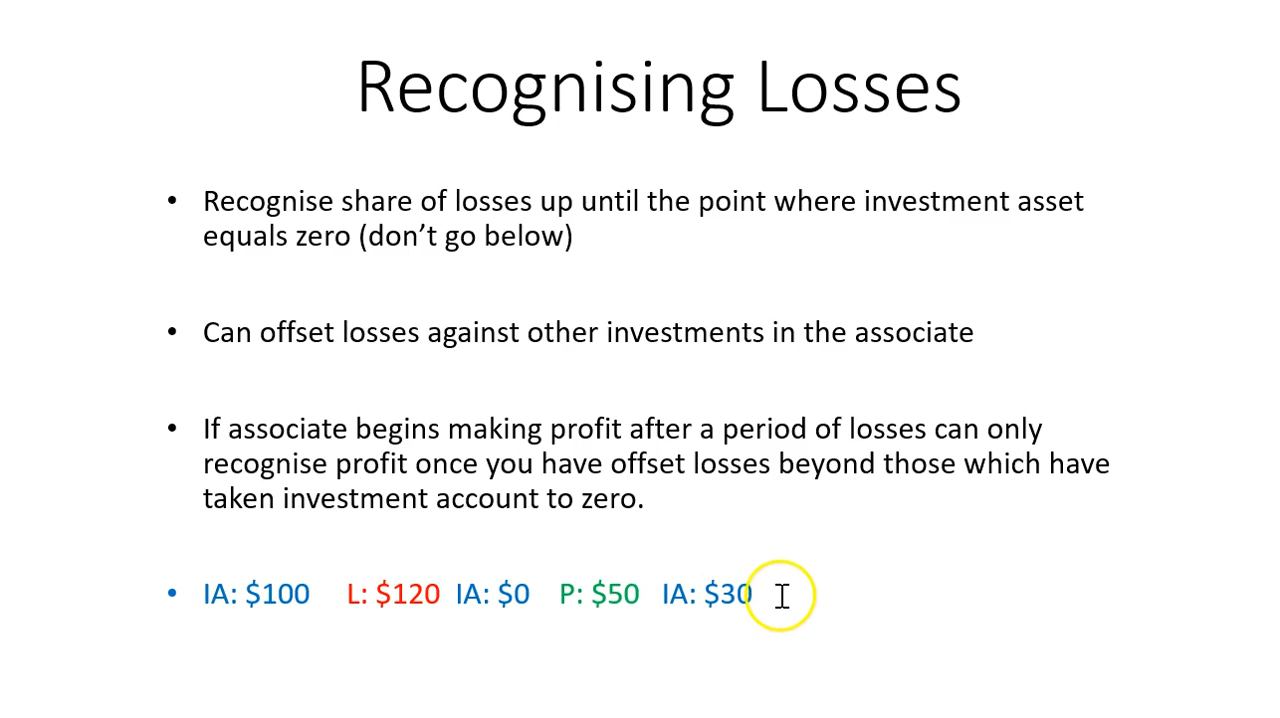 Recognising Losses
• Recognise share of losses up until the point where investment asset
equals zero (don’t go below)
• Can offset losses against other investments in the associate
• If associate begins making profit after a period of losses can only
recognise profit once you have offset losses beyond those which have
taken investment account to zero.
• IA: $100 L: $120 IA: $0 P: $50 IA: $30